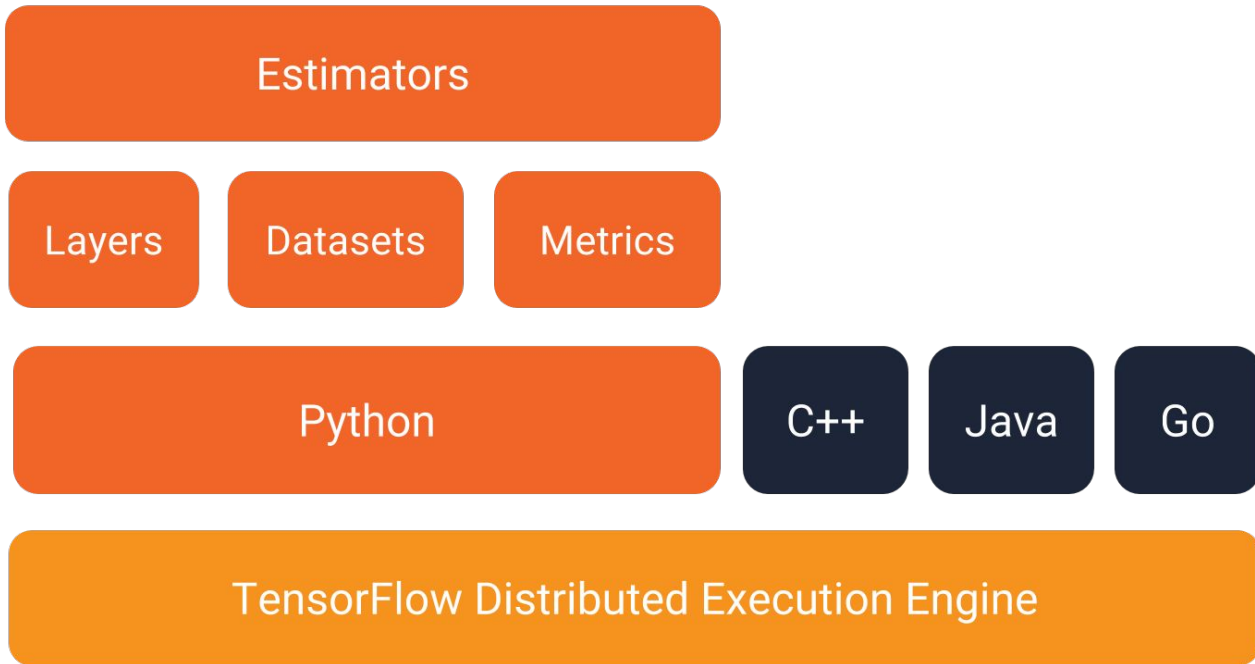 Estimators
Layers Datasets Metrics
Python C++ Java Go
TensorFlow Distributed Execution Engine